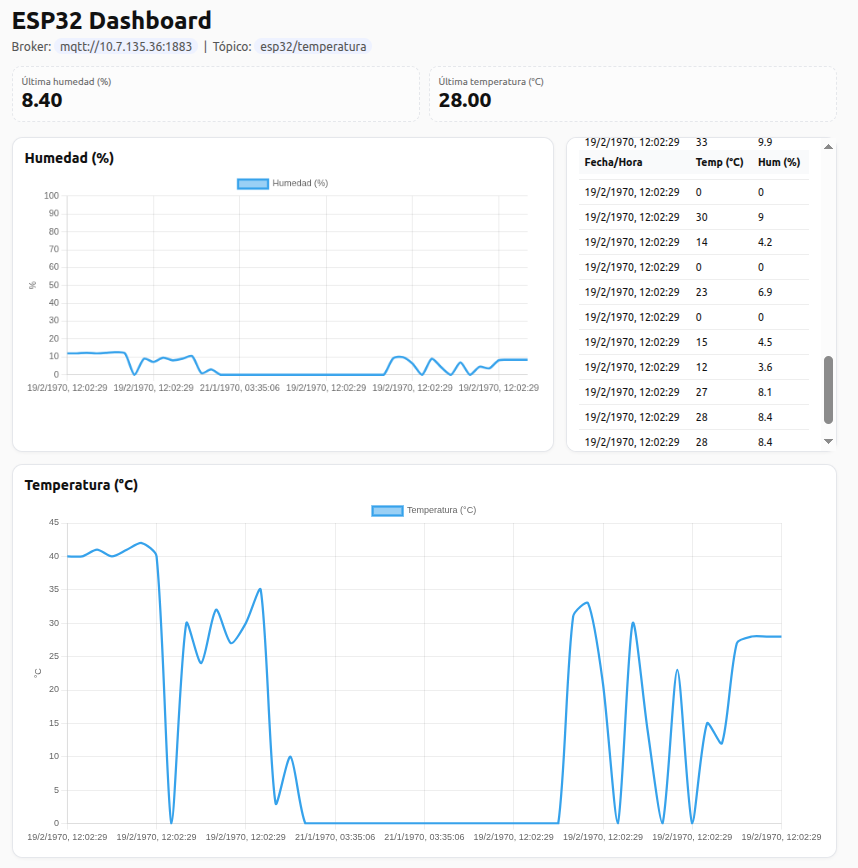 ESP32 Dashboard
Broker: mqtt://10.7.135.36:1883 | Tópico: esp32/temperatura
Última humedad (%)
8.40
Última temperatura (°C)
28.00
Humedad (%)
Humedad (%)
100
90
80
70
60
50
40
30
20
10
0
%
19/2/1970, 12:02:29 19/2/1970, 12:02:29 21/1/1970, 03:35:06 19/2/1970, 12:02:29 19/2/1970, 12:02:29 19/2/1970, 12:02:29
19/2/1970, 12:02:29 33 9.9
Fecha/Hora Temp (°C) Hum (%)
19/2/1970, 12:02:29 0 0
19/2/1970, 12:02:29 30 9
19/2/1970, 12:02:29 14 4.2
19/2/1970, 12:02:29 0 0
19/2/1970, 12:02:29 23 6.9
19/2/1970, 12:02:29 0 0
19/2/1970, 12:02:29 15 4.5
19/2/1970, 12:02:29 12 3.6
19/2/1970, 12:02:29 27 8.1
19/2/1970, 12:02:29 28 8.4
19/2/1970, 12:02:29 28 8.4
Temperatura (°C)
Temperatura (°C)
45
40
35
30
25
20
15
10
5
0
°C
19/2/1970, 12:02:29 19/2/1970, 12:02:29 19/2/1970, 12:02:29 21/1/1970, 03:35:06 21/1/1970, 03:35:06 19/2/1970, 12:02:29 19/2/1970, 12:02:29 19/2/1970, 12:02:29 19/2/1970, 12:02:29